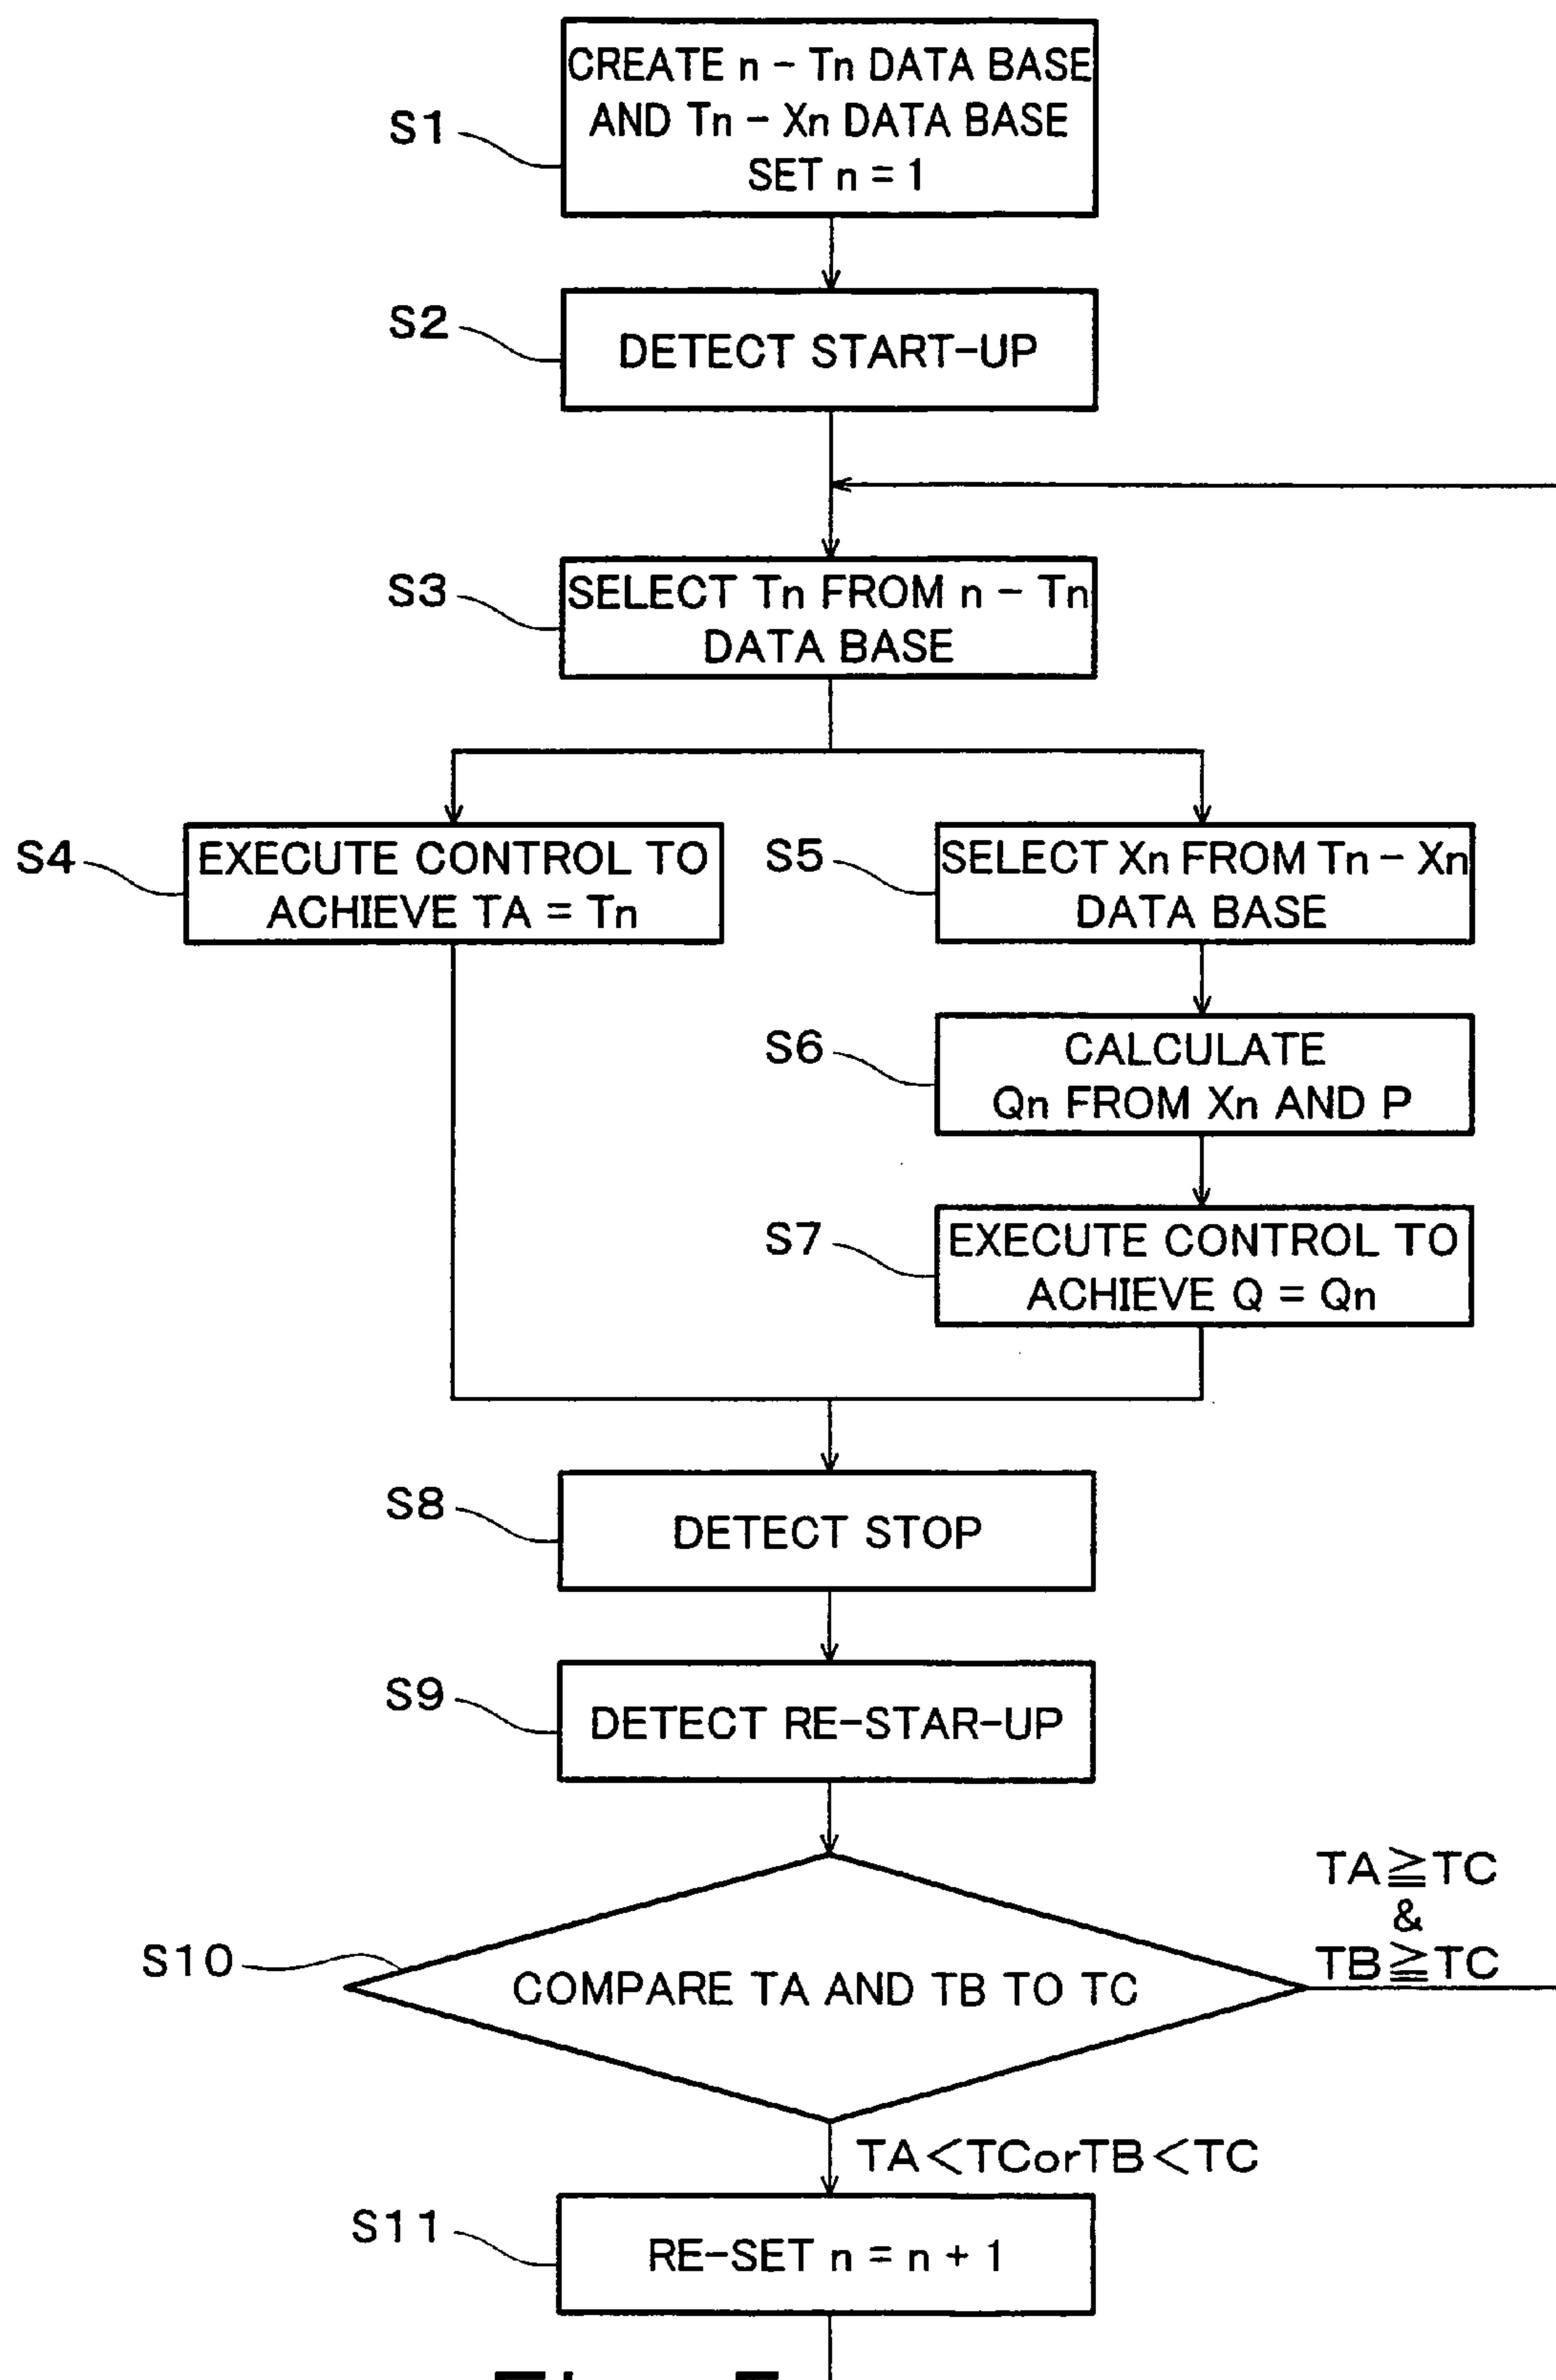 S1
CREATE n – Tn DATA BASE
AND Tn – Xn DATA BASE
SET n = 1
S2
DETECT START-UP
S3
SELECT Tn FROM n – Tn
DATA BASE
S4
EXECUTE CONTROL TO
ACHIEVE TA = Tn
S5
SELECT Xn FROM Tn – Xn
DATA BASE
S6
CALCULATE
Qn FROM Xn AND P
S7
EXECUTE CONTROL TO
ACHIEVE Q = Qn
S8
DETECT STOP
S9
DETECT RE-STAR-UP
S10
COMPARE TA AND TB TO TC
TA≧TC
&
TB≧TC
TA<TCorTB<TC
S11
RE-SET n = n + 1